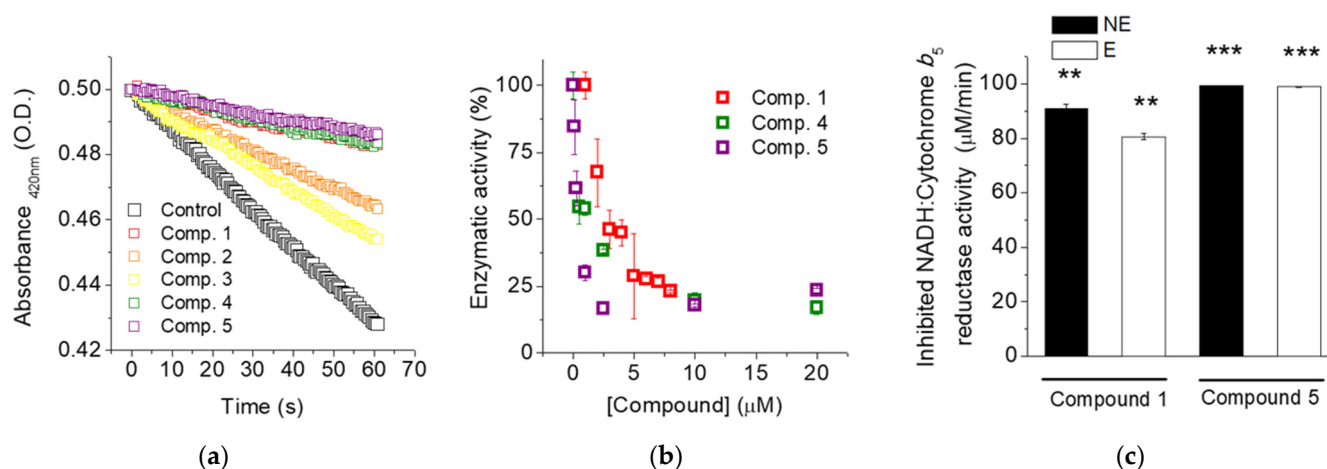 Absorbance 420nm (O.D.)
0.50
0.48
0.46
0.44
0.42
Control
Comp. 1
Comp. 2
Comp. 3
Comp. 4
Comp. 5
0 10 20 30 40 50 60 70
Time (s)
(a)
Enzymatic activity (%)
100
75
50
25
0
Comp. 1
Comp. 4
Comp. 5
0 5 10 15 20
[Compound] (μM)
(b)
Inhibited NADH:Cytochrome b5
reductase activity (μM/min)
NE
E
100
80
60
40
20
0
** ** *** ***
Compound 1 Compound 5
(c)